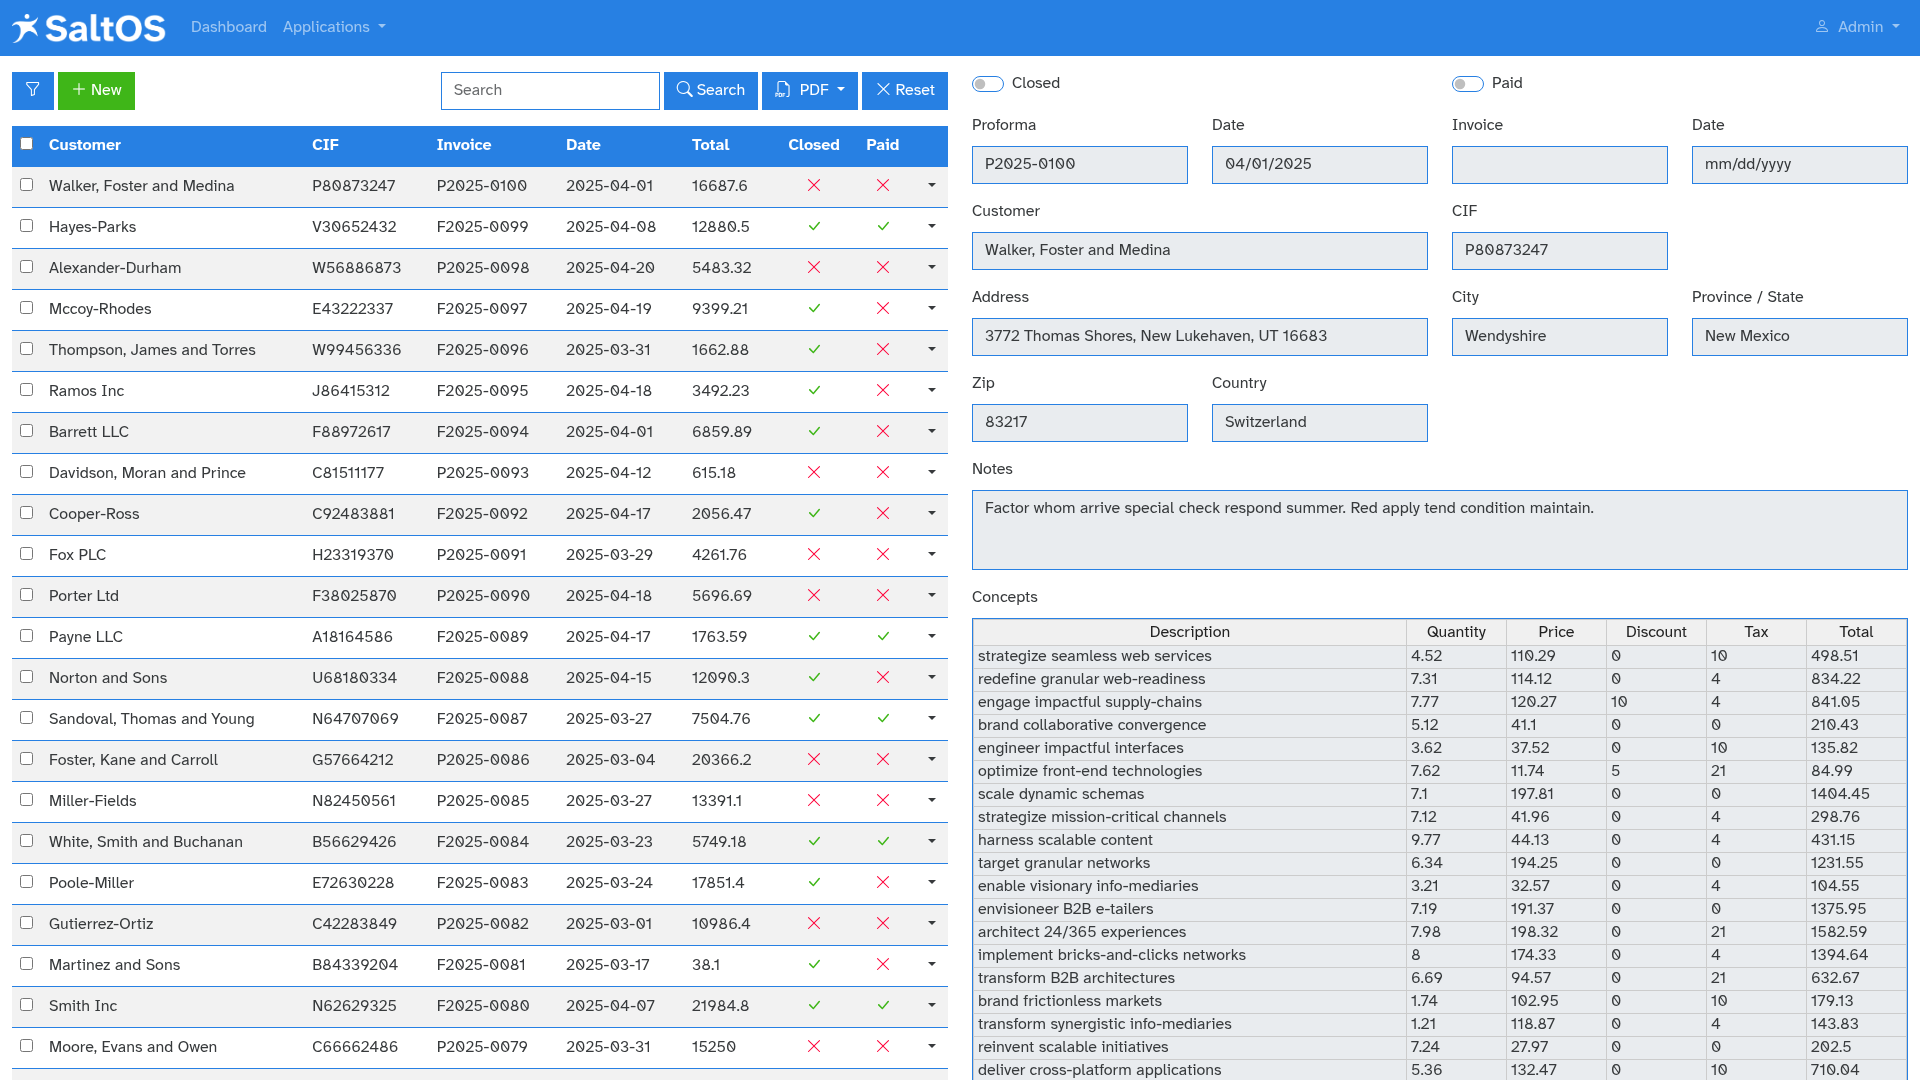 SaltOS Dashboard Applications Admin
New Search Search PDF Reset
Customer CIF Invoice Date Total Closed Paid
Walker, Foster and Medina P80873247 P2025-0100 2025-04-01 16687.6
Hayes-Parks V30652432 F2025-0099 2025-04-08 12880.5
Alexander-Durham W56886873 P2025-0098 2025-04-20 5483.32
Mccoy-Rhodes E43222337 F2025-0097 2025-04-19 9399.21
Thompson, James and Torres W99456336 F2025-0096 2025-03-31 1662.88
Ramos Inc J86415312 F2025-0095 2025-04-18 3492.23
Barrett LLC F88972617 F2025-0094 2025-04-01 6859.89
Davidson, Moran and Prince C81511177 P2025-0093 2025-04-12 615.18
Cooper-Ross C92483881 F2025-0092 2025-04-17 2056.47
Fox PLC H23319370 P2025-0091 2025-03-29 4261.76
Porter Ltd F38025870 P2025-0090 2025-04-18 5696.69
Payne LLC A18164586 F2025-0089 2025-04-17 1763.59
Norton and Sons U68180334 F2025-0088 2025-04-15 12090.3
Sandoval, Thomas and Young N64707069 F2025-0087 2025-03-27 7504.76
Foster, Kane and Carroll G57664212 P2025-0086 2025-03-04 20366.2
Miller-Fields N82450561 P2025-0085 2025-03-27 13391.1
White, Smith and Buchanan B56629426 F2025-0084 2025-03-23 5749.18
Poole-Miller E72630228 F2025-0083 2025-03-24 17851.4
Gutierrez-Ortiz C42283849 P2025-0082 2025-03-01 10986.4
Martinez and Sons B84339204 F2025-0081 2025-03-17 38.1
Smith Inc N62629325 F2025-0080 2025-04-07 21984.8
Moore, Evans and Owen C66662486 P2025-0079 2025-03-31 15250
Closed Paid
Proforma Date Invoice Date
P2025-0100 04/01/2025 mm/dd/yyyy
Customer CIF
Walker, Foster and Medina P80873247
Address City Province / State
3772 Thomas Shores, New Lukehaven, UT 16683 Wendyshire New Mexico
Zip Country
83217 Switzerland
Notes
Factor whom arrive special check respond summer. Red apply tend condition maintain.
Concepts
Description Quantity Price Discount Tax Total
strategize seamless web services 4.52 110.29 0 10 498.51
redefine granular web-readiness 7.31 114.12 0 4 834.22
engage impactful supply-chains 7.77 120.27 10 4 841.05
brand collaborative convergence 5.12 41.1 0 0 210.43
engineer impactful interfaces 3.62 37.52 0 10 135.82
optimize front-end technologies 7.62 11.74 5 21 84.99
scale dynamic schemas 7.1 197.81 0 0 1404.45
strategize mission-critical channels 7.12 41.96 0 4 298.76
harness scalable content 9.77 44.13 0 4 431.15
target granular networks 6.34 194.25 0 0 1231.55
enable visionary info-mediaries 3.21 32.57 0 4 104.55
envisioneer B2B e-tailers 7.19 191.37 0 0 1375.95
architect 24/365 experiences 7.98 198.32 0 21 1582.59
implement bricks-and-clicks networks 8 174.33 0 4 1394.64
transform B2B architectures 6.69 94.57 0 21 632.67
brand frictionless markets 1.74 102.95 0 10 179.13
transform synergistic info-mediaries 1.21 118.87 0 4 143.83
reinvent scalable initiatives 7.24 27.97 0 0 202.5
deliver cross-platform applications 5.36 132.47 0 10 710.04